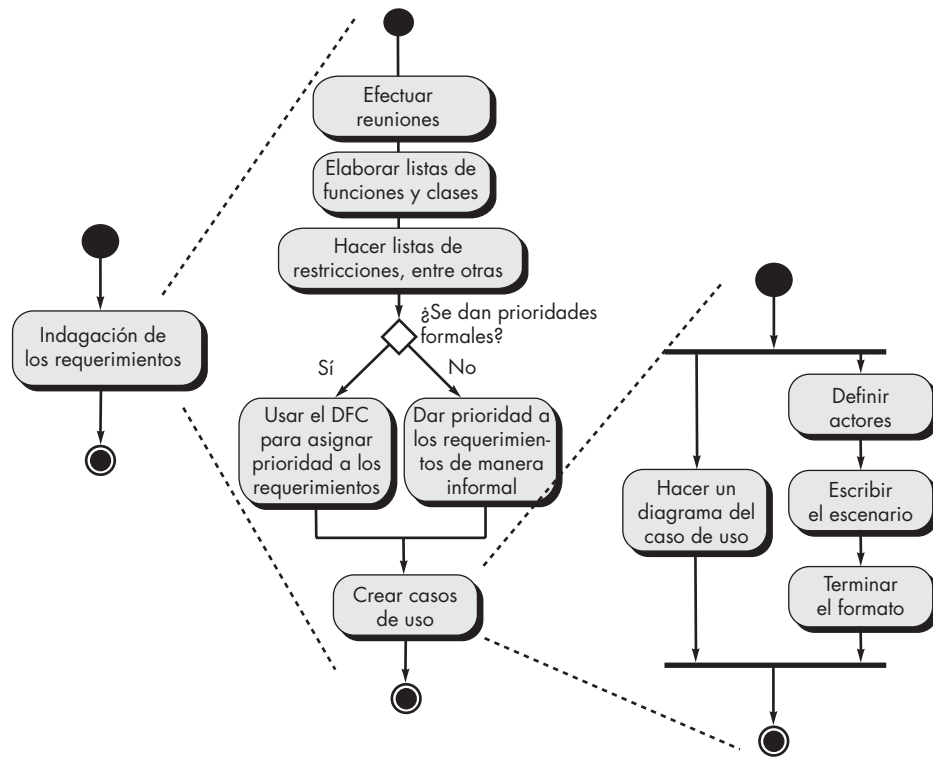 Efectuar
reuniones
Elaborar listas de
funciones y clases
Hacer listas de
restricciones, entre otras
¿Se dan prioridades
formales?
Sí
No
Usar el DFC
para asignar
prioridad a los
requerimientos
Dar prioridad a
los requerimien-
tos de manera
informal
Crear casos
de uso
Indagación de
los requerimientos
Hacer un
diagrama del
caso de uso
Definir
actores
Escribir
el escenario
Terminar
el formato